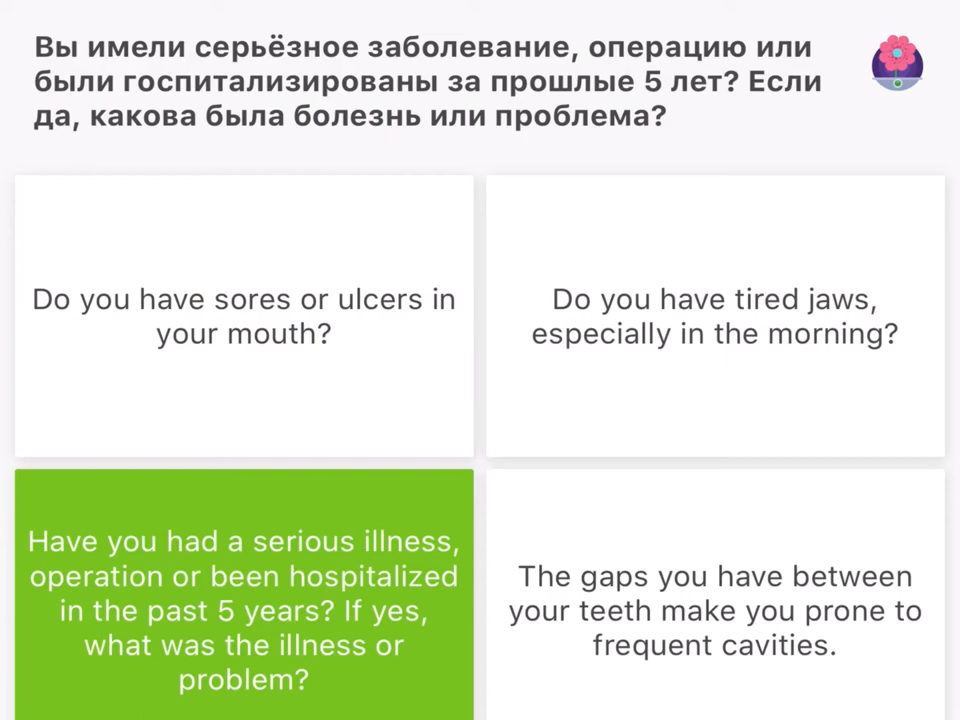 Вы имели серьёзное заболевание, операцию или
были госпитализированы за прошлые 5 лет? Если
да, какова была болезнь или проблема?
Do you have sores or ulcers in
your mouth?
Do you have tired jaws,
especially in the morning?
Have you had a serious illness,
operation or been hospitalized
in the past 5 years? If yes,
what was the illness or
problem?
The gaps you have between
your teeth make you prone to
frequent cavities.